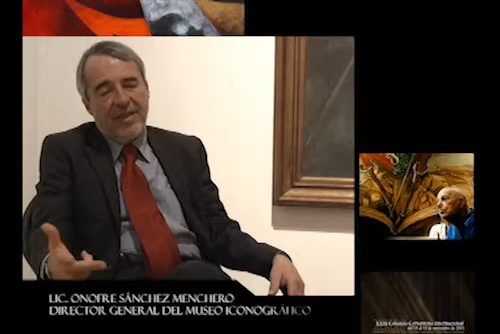 LIC. ONOFRE SÁNCHEZ MENCHERO
DIRECTOR GENERAL DEL MUSEO ICONOGRÁFICO